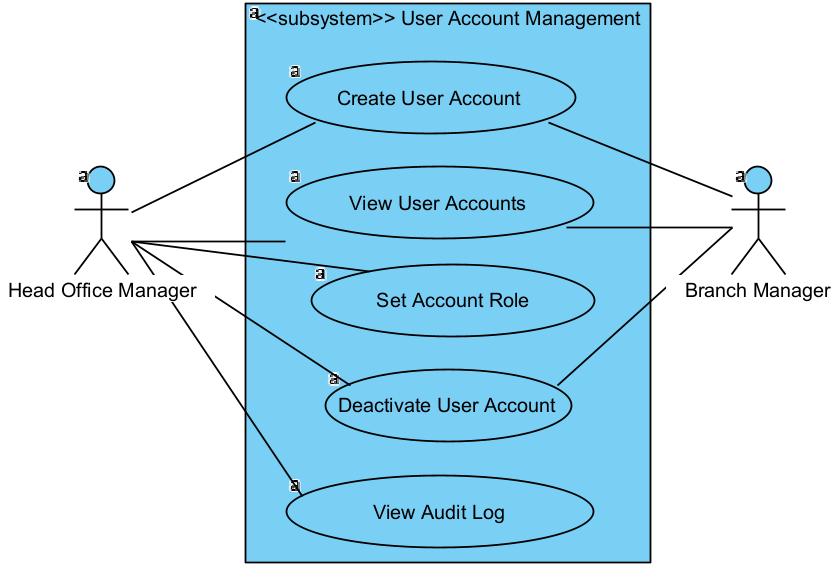 a
<<subsystem>> User Account Management
a
Create User Account
a
a
a
View User Accounts
a
Set Account Role
Head Office Manager
Branch Manager
a
Deactivate User Account
a
View Audit Log